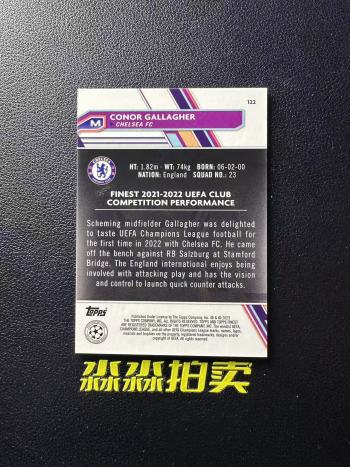 122
M CONOR GALLAGHER
CHELSEA FC
HT: 1.82m · WT: 74kg · BORN: 06-02-00
NATION: England · SQUAD NO.: 23
FINEST 2021-2022 UEFA CLUB
COMPETITION PERFORMANCE
Scheming midfielder Gallagher was delighted
to taste UEFA Champions League football for
the first time in 2022 with Chelsea FC. He came
off the bench against RB Salzburg at Stamford
Bridge. The England international enjoys being
involved with attacking play and has the vision
and control to launch quick counter attacks.
Topps
淼淼拍卖